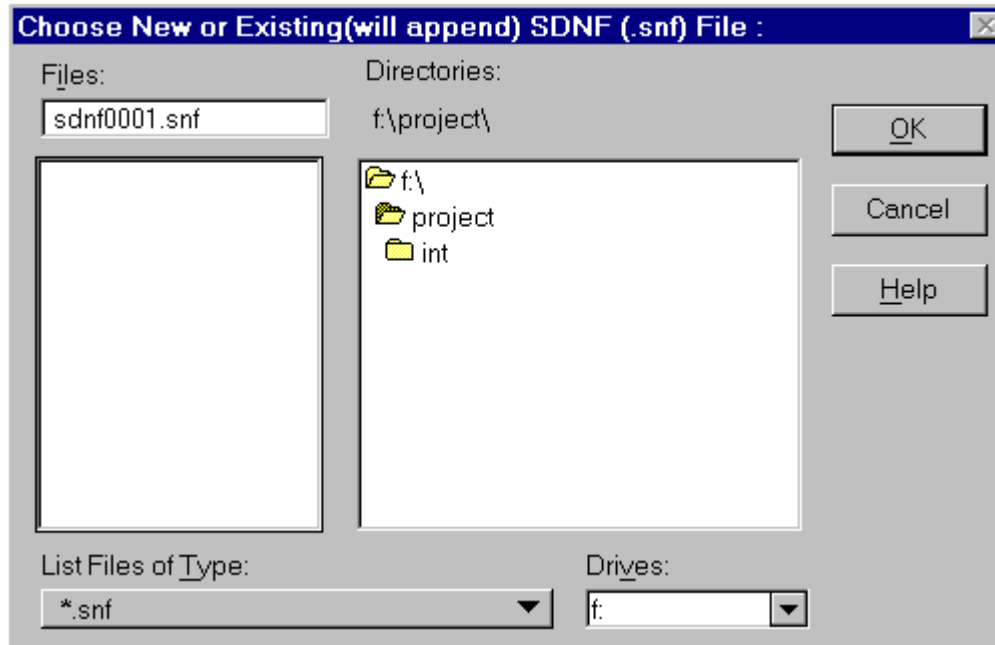 Choose New or Existing(will append) SDNF (.snf) File :
Files:
sdnf0001.snf
Directories:
f:\project\
f:\
project
int
OK
Cancel
Help
List Files of Type:
*.snf
Drives:
f: